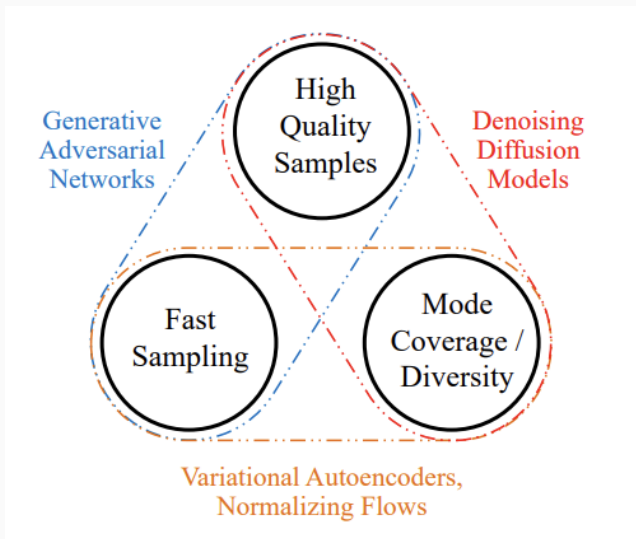 High
Quality
Samples
Generative
Adversarial
Networks
Denoising
Diffusion
Models
Fast
Sampling
Mode
Coverage /
Diversity
Variational Autoencoders,
Normalizing Flows